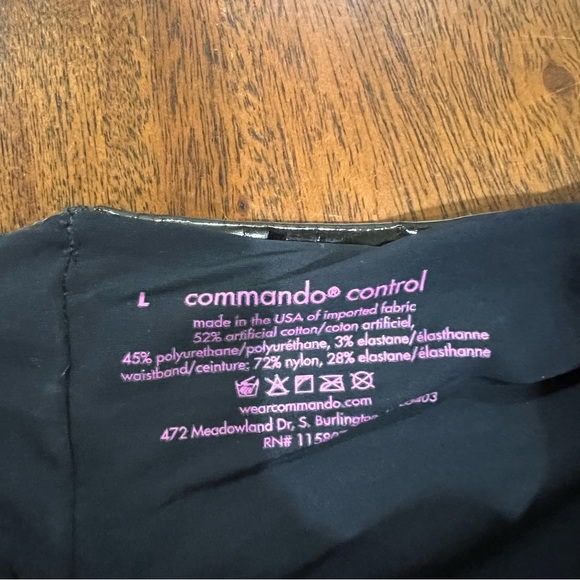 L commando® control
made in the USA of imported fabric
52% artificial cotton/coton artificiel,
45% polyurethane/polyuréthane, 3% elastane/élasthanne
waistband/ceinture; 72% nylon, 28% elastane/élasthanne
wearcommando.com
472 Meadowland Dr, S. Burlington
RN#